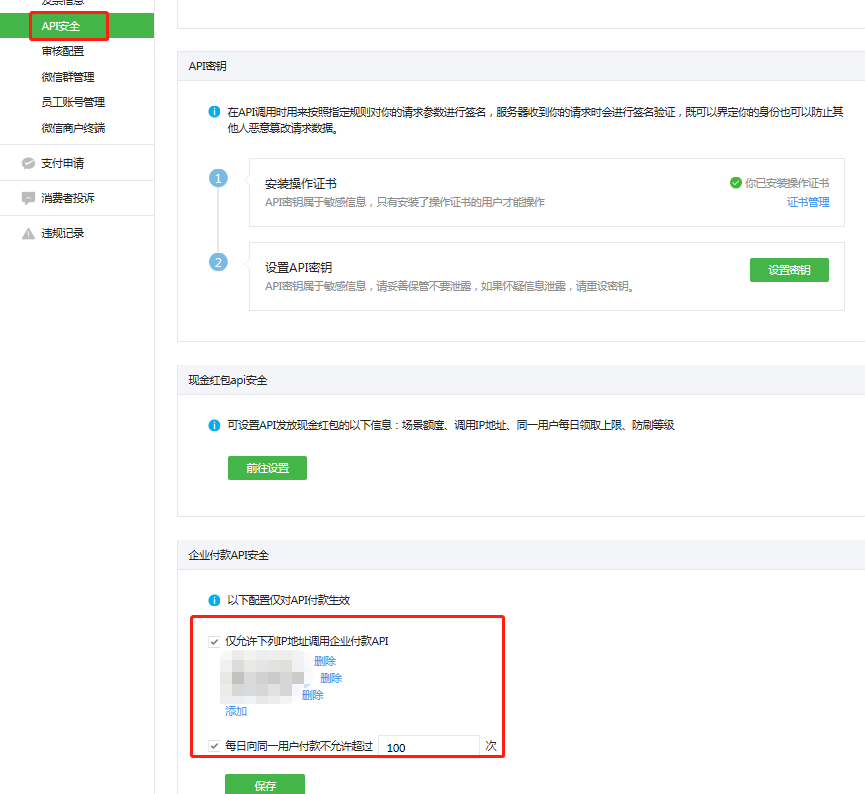 发票信息
API安全
审核配置
微信群管理
员工账号管理
微信商户终端
支付申请
消费者投诉
违规记录
API密钥
在API调用时用来按照指定规则对你的请求参数进行签名，服务器收到你的请求时会进行签名验证，既可以界定你的身份也可以防止其
他人恶意篡改请求数据。
1
安装操作证书
你已安装操作证书
API密钥属于敏感信息，只有安装了操作证书的用户才能操作
证书管理
2
设置API密钥
设置密钥
API密钥属于敏感信息，请妥善保管不要泄露，如果怀疑信息泄露，请重设密钥。
现金红包api安全
可设置API发放现金红包的以下信息：场景额度、调用IP地址、同一用户每日领取上限、防刷等级
前往设置
企业付款API安全
以下配置仅对API付款生效
仅允许下列IP地址调用企业付款API
删除
删除
删除
添加
每日向同一用户付款不允许超过 100 次
保存